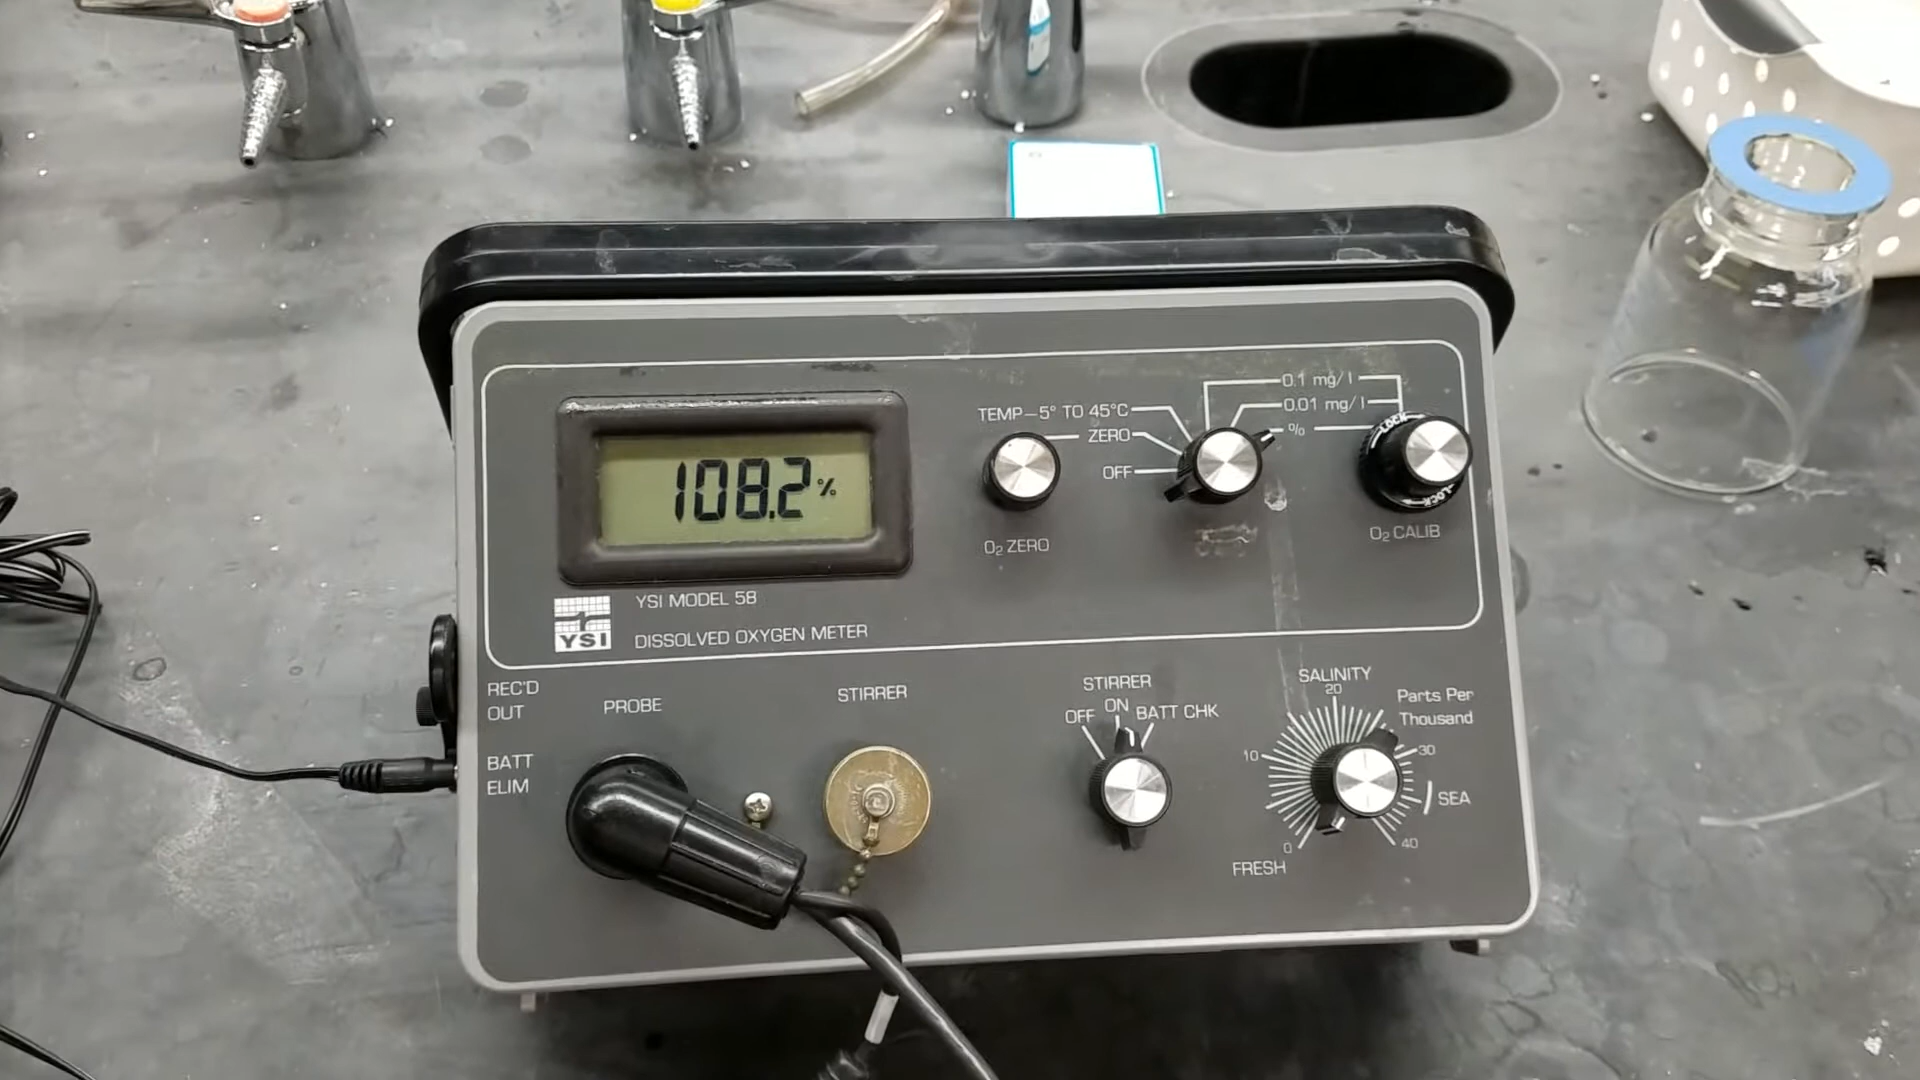 0.1 mg/l
TEMP–5° TO 45°C
0.01 mg/l
ZERO
%
LOCK
OFF
108.2%
LOCK
O₂ ZERO
O₂ CALIB
YSI MODEL 58
YSI
DISSOLVED OXYGEN METER
REC'D
OUT
PROBE
STIRRER
STIRRER
OFF ON BATT CHK
SALINITY
20
Parts Per
Thousand
10
30
BATT
ELIM
SEA
0
40
FRESH